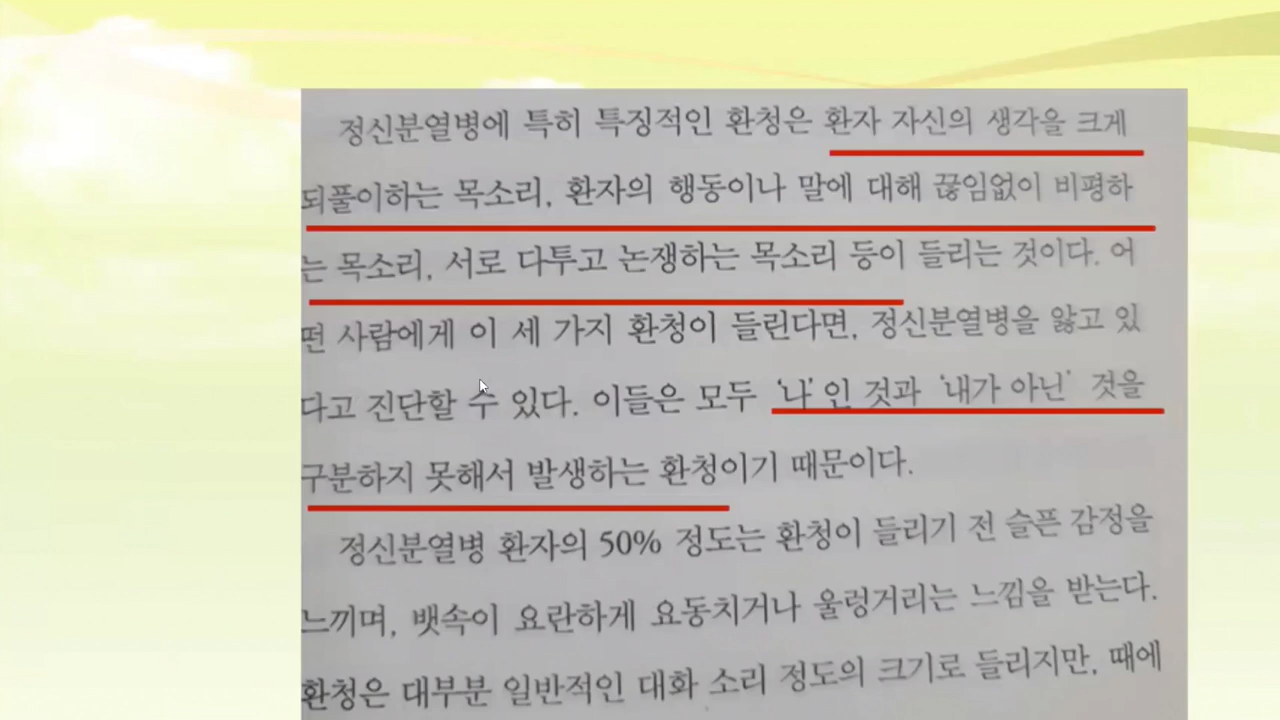 정신분열병에 특히 특징적인 환청은 환자 자신의 생각을 크게
되풀이하는 목소리, 환자의 행동이나 말에 대해 끊임없이 비평하
는 목소리, 서로 다투고 논쟁하는 목소리 등이 들리는 것이다. 어
떤 사람에게 이 세 가지 환청이 들린다면, 정신분열병을 앓고 있
다고 진단할 수 있다. 이들은 모두 ‘나’ 인 것과 ‘내가 아닌’ 것을
구분하지 못해서 발생하는 환청이기 때문이다.
정신분열병 환자의 50% 정도는 환청이 들리기 전 슬픈 감정을
느끼며, 뱃속이 요란하게 요동치거나 울렁거리는 느낌을 받는다.
환청은 대부분 일반적인 대화 소리 정도의 크기로 들리지만, 때에